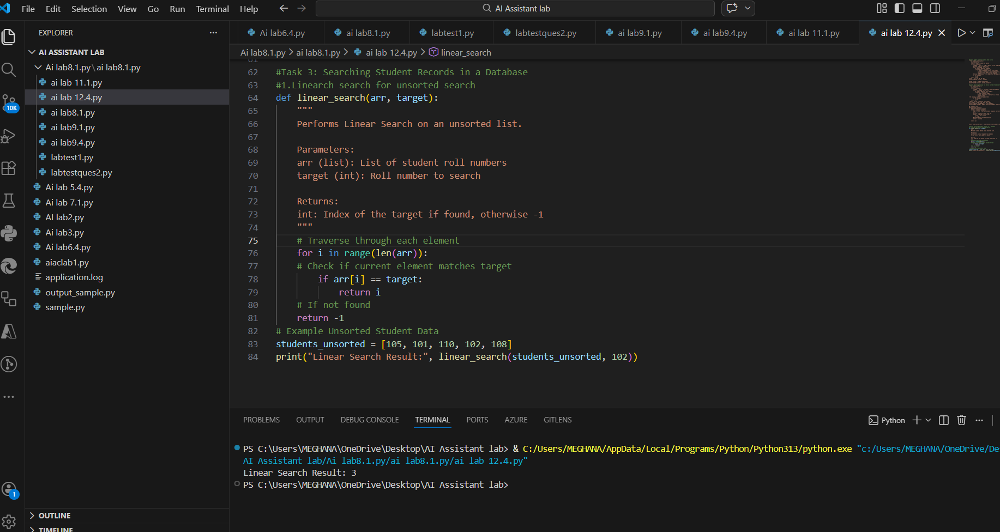 File Edit Selection View Go Run Terminal Help
AI Assistant lab
EXPLORER
AI ASSISTANT LAB
Ai lab8.1.py\ai lab8.1.py
ai lab 11.1.py
ai lab 12.4.py
ai lab8.1.py
ai lab9.1.py
ai lab9.4.py
labtest1.py
labtestques2.py
Ai lab 5.4.py
Ai lab 7.1.py
AI lab2.py
Ai lab3.py
Ai lab6.4.py
aiaclab1.py
application.log
output_sample.py
sample.py
OUTLINE
TIMELINE
10K
1
Ai lab6.4.py ai lab8.1.py labtest1.py labtestques2.py ai lab9.1.py ai lab9.4.py ai lab 11.1.py ai lab 12.4.py
Ai lab8.1.py > ai lab8.1.py > ai lab 12.4.py > linear_search
61
62 #Task 3: Searching Student Records in a Database
63 #1.Linearch search for unsorted search
64 def linear_search(arr, target):
65 """
66 Performs Linear Search on an unsorted list.
67
68 Parameters:
69 arr (list): List of student roll numbers
70 target (int): Roll number to search
71
72 Returns:
73 int: Index of the target if found, otherwise -1
74 """
75 # Traverse through each element
76 for i in range(len(arr)):
77 # Check if current element matches target
78 if arr[i] == target:
79 return i
80 # If not found
81 return -1
82 # Example Unsorted Student Data
83 students_unsorted = [105, 101, 110, 102, 108]
84 print("Linear Search Result:", linear_search(students_unsorted, 102))
PROBLEMS OUTPUT DEBUG CONSOLE TERMINAL PORTS AZURE GITLENS
Python
PS C:\Users\MEGHANA\OneDrive\Desktop\AI Assistant lab> & C:/Users/MEGHANA/AppData/Local/Programs/Python/Python313/python.exe "c:/Users/MEGHANA/OneDrive/De
AI Assistant lab/Ai lab8.1.py/ai lab8.1.py/ai lab 12.4.py"
Linear Search Result: 3
PS C:\Users\MEGHANA\OneDrive\Desktop\AI Assistant lab>